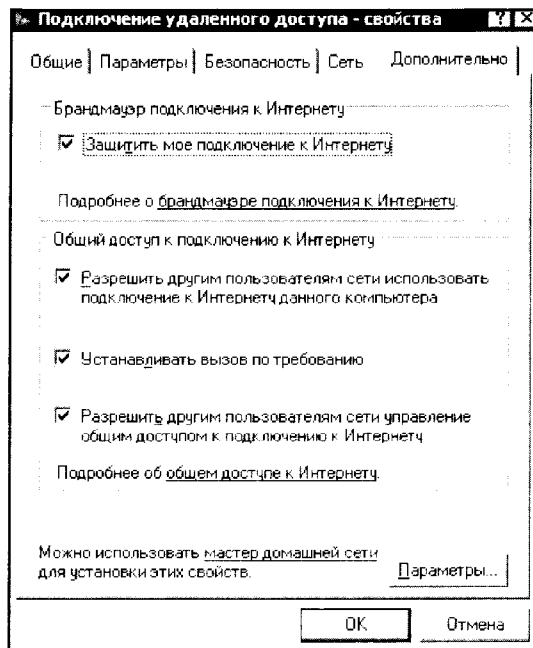 Подключение удаленного доступа - свойства
Общие Параметры Безопасность Сеть Дополнительно
Брандмауэр подключения к Интернету
Защитить мое подключение к Интернету
Подробнее о брандмауэре подключения к Интернету.
Общий доступ к подключению к Интернету
Разрешить другим пользователям сети использовать
подключение к Интернету данного компьютера
Устанавливать вызов по требованию
Разрешить другим пользователям сети управление
общим доступом к подключению к Интернету
Подробнее об общем доступе к Интернету.
Можно использовать мастер домашней сети
для установки этих свойств.
Параметры...
OK Отмена